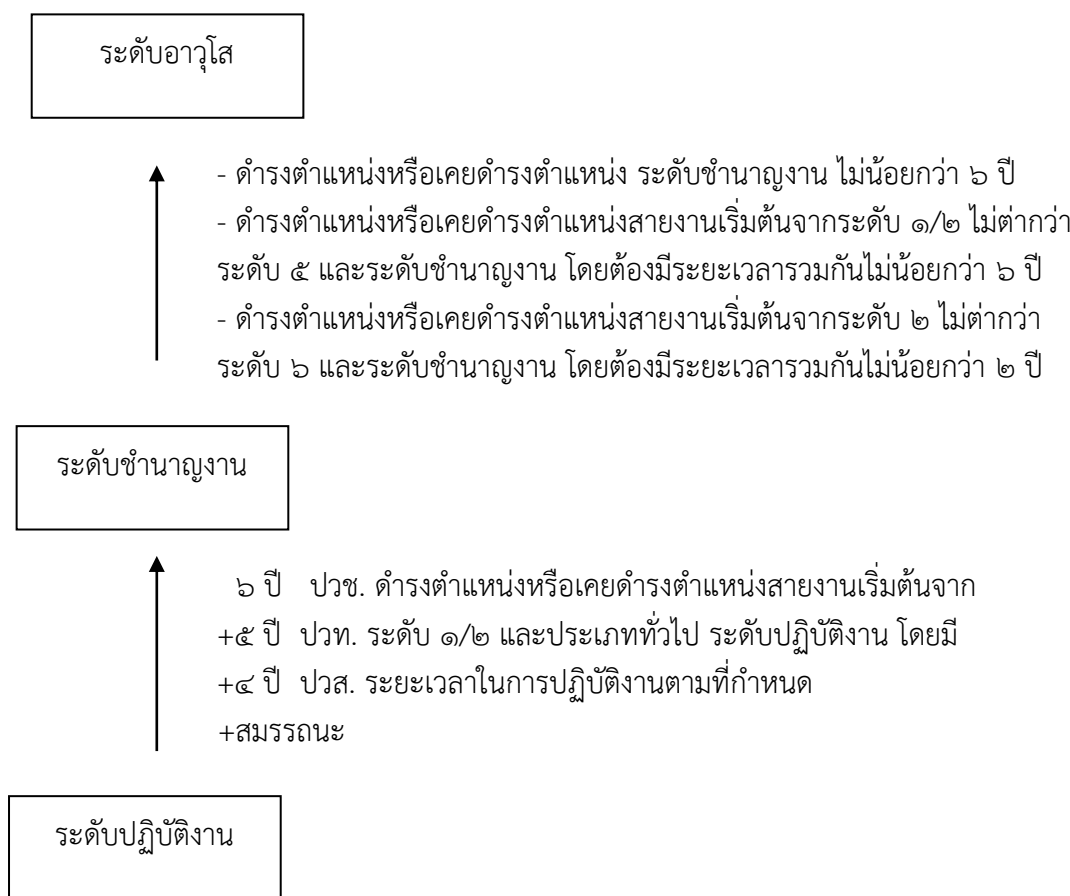 ระดับอาวุโส
- ดำรงตำแหน่งหรือเคยดำรงตำแหน่ง ระดับชำนาญงาน ไม่น้อยกว่า ๖ ปี
- ดำรงตำแหน่งหรือเคยดำรงตำแหน่งสายงานเริ่มต้นจากระดับ ๑/๒ ไม่ต่ำกว่า
ระดับ ๕ และระดับชำนาญงาน โดยต้องมีระยะเวลารวมกันไม่น้อยกว่า ๖ ปี
- ดำรงตำแหน่งหรือเคยดำรงตำแหน่งสายงานเริ่มต้นจากระดับ ๒ ไม่ต่ำกว่า
ระดับ ๖ และระดับชำนาญงาน โดยต้องมีระยะเวลารวมกันไม่น้อยกว่า ๒ ปี
ระดับชำนาญงาน
๖ ปี ปวช. ดำรงตำแหน่งหรือเคยดำรงตำแหน่งสายงานเริ่มต้นจาก
+๕ ปี ปวท. ระดับ ๑/๒ และประเภททั่วไป ระดับปฏิบัติงาน โดยมี
+๔ ปี ปวส. ระยะเวลาในการปฏิบัติงานตามที่กำหนด
+สมรรถนะ
ระดับปฏิบัติงาน